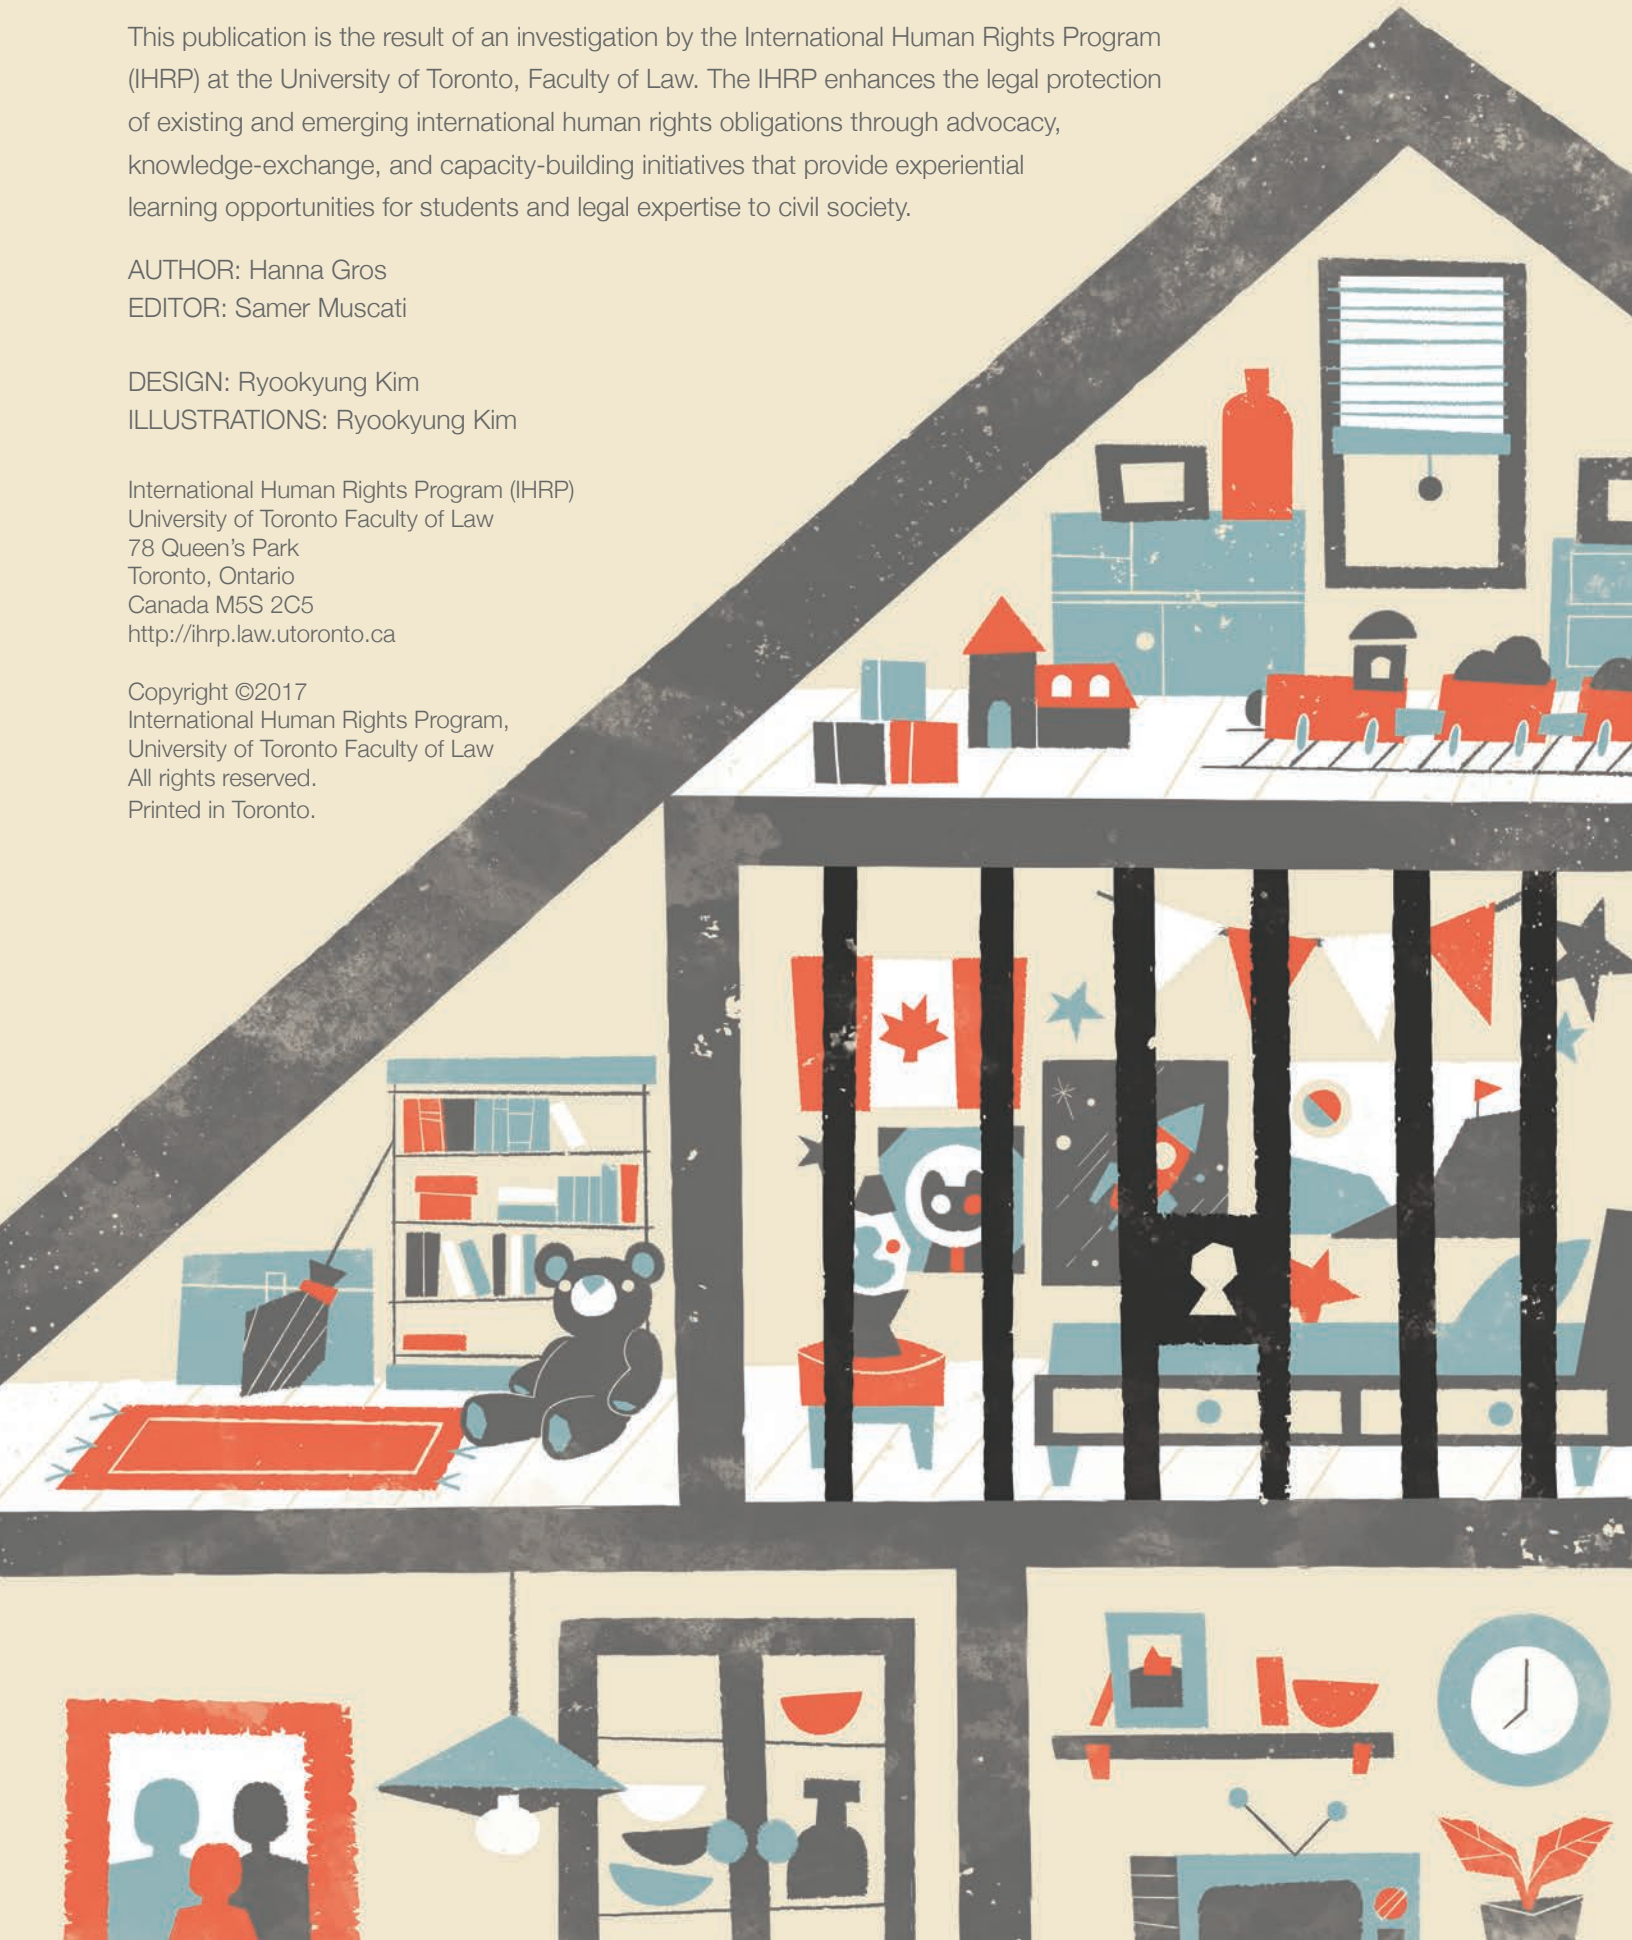 This publication is the result of an investigation by the International Human Rights Program
(IHRP) at the University of Toronto, Faculty of Law. The IHRP enhances the legal protection
of existing and emerging international human rights obligations through advocacy,
knowledge-exchange, and capacity-building initiatives that provide experiential
learning opportunities for students and legal expertise to civil society.
AUTHOR: Hanna Gros
EDITOR: Samer Muscati
DESIGN: Ryookyung Kim
ILLUSTRATIONS: Ryookyung Kim
International Human Rights Program (IHRP)
University of Toronto Faculty of Law
78 Queen’s Park
Toronto, Ontario
Canada M5S 2C5
http://ihrp.law.utoronto.ca
Copyright ©2017
International Human Rights Program,
University of Toronto Faculty of Law
All rights reserved.
Printed in Toronto.